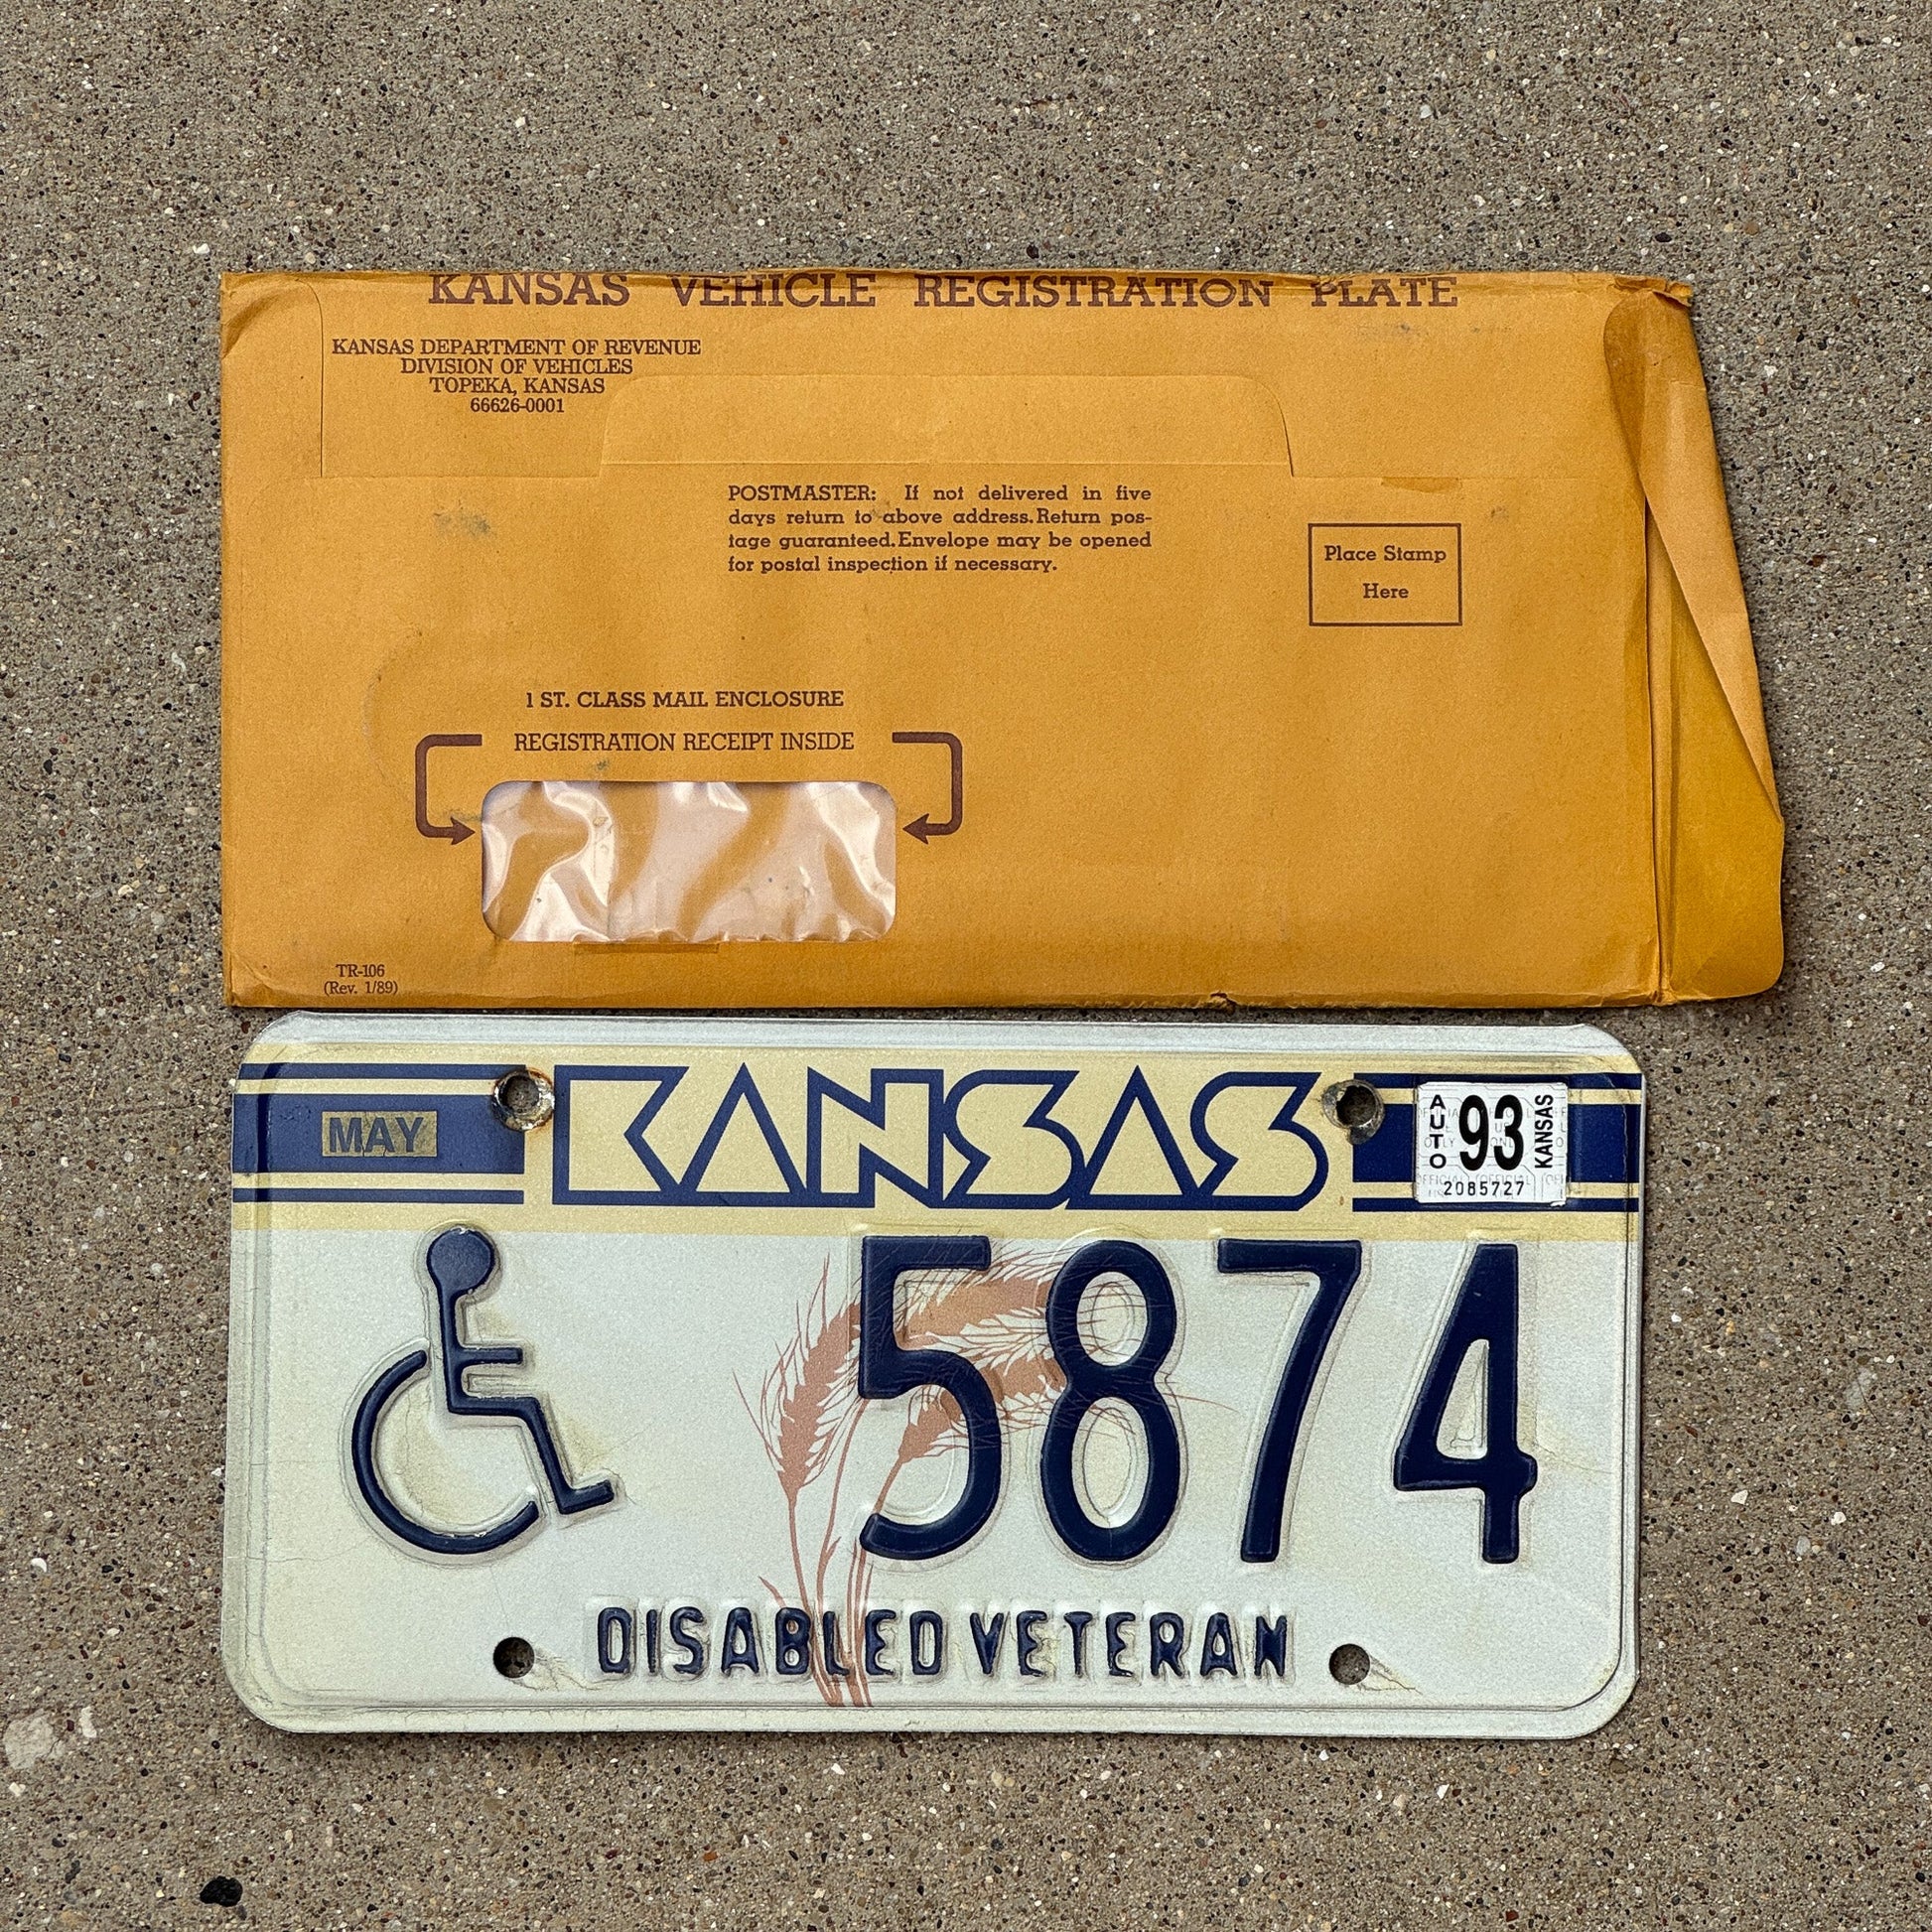 KANSAS VEHICLE REGISTRATION PLATE
KANSAS DEPARTMENT OF REVENUE
DIVISION OF VEHICLES
TOPEKA, KANSAS
66626-0001
POSTMASTER: If not delivered in five
days return to above address. Return pos-
tage guaranteed. Envelope may be opened
for postal inspection if necessary.
Place Stamp
Here
1 ST. CLASS MAIL ENCLOSURE
REGISTRATION RECEIPT INSIDE
TR-106
(Rev. 1/89)
MAY
KANSAS
AUTO
93
KANSAS
2085727
5874
DISABLED VETERAN